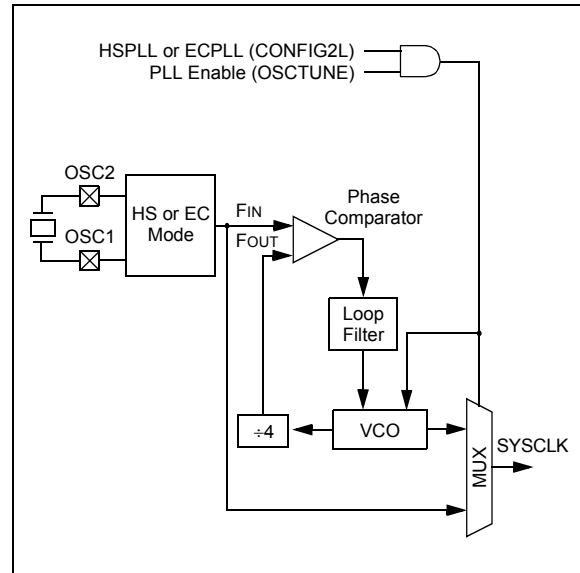 HSPLL or ECPLL (CONFIG2L)
PLL Enable (OSCTUNE)
OSC2
OSC1
HS or EC
Mode
FIN
FOUT
Phase
Comparator
Loop
Filter
÷4
VCO
MUX
SYSCLK